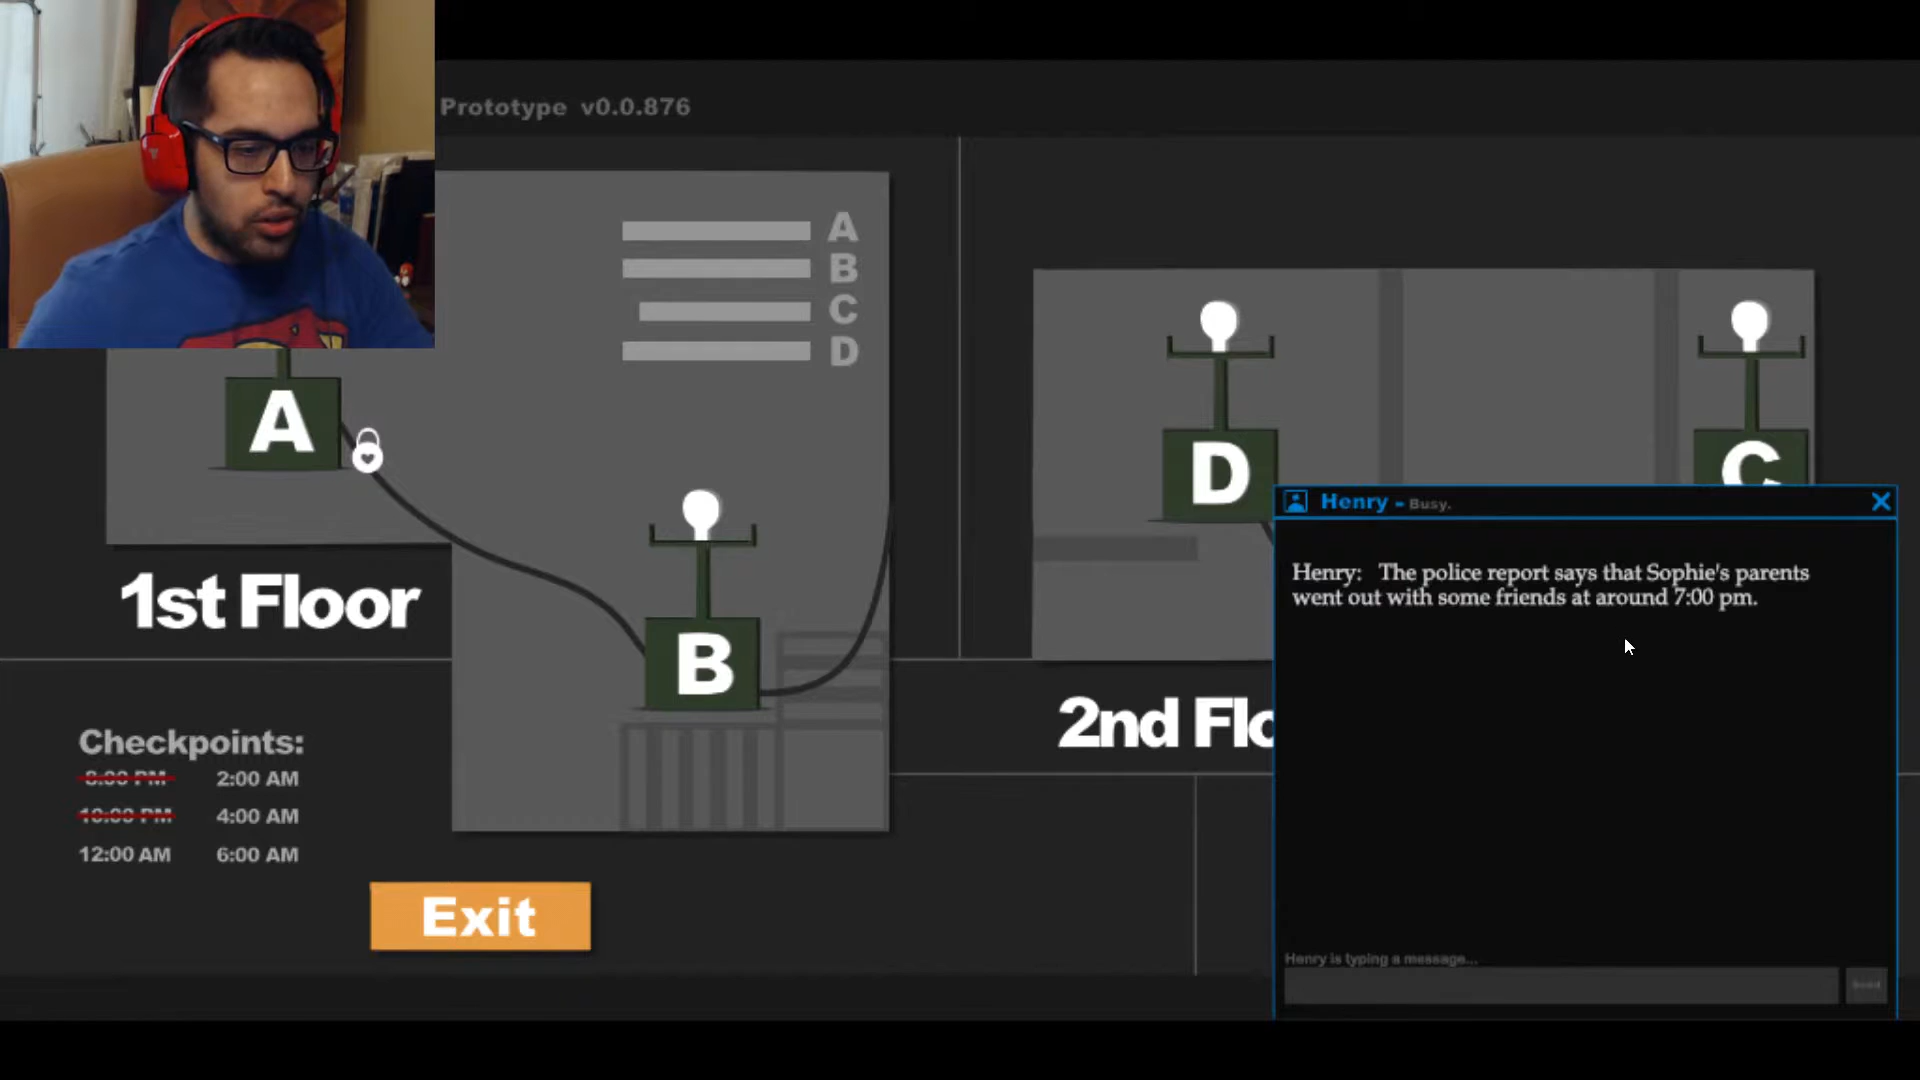 Prototype v0.0.876
A
B
C
D
A
B
D
C
1st Floor
2nd Flo
Checkpoints:
8:00 PM 2:00 AM
10:00 PM 4:00 AM
12:00 AM 6:00 AM
Exit
Henry - Busy.
Henry: The police report says that Sophie's parents
went out with some friends at around 7:00 pm.
Henry is typing a message...
Send